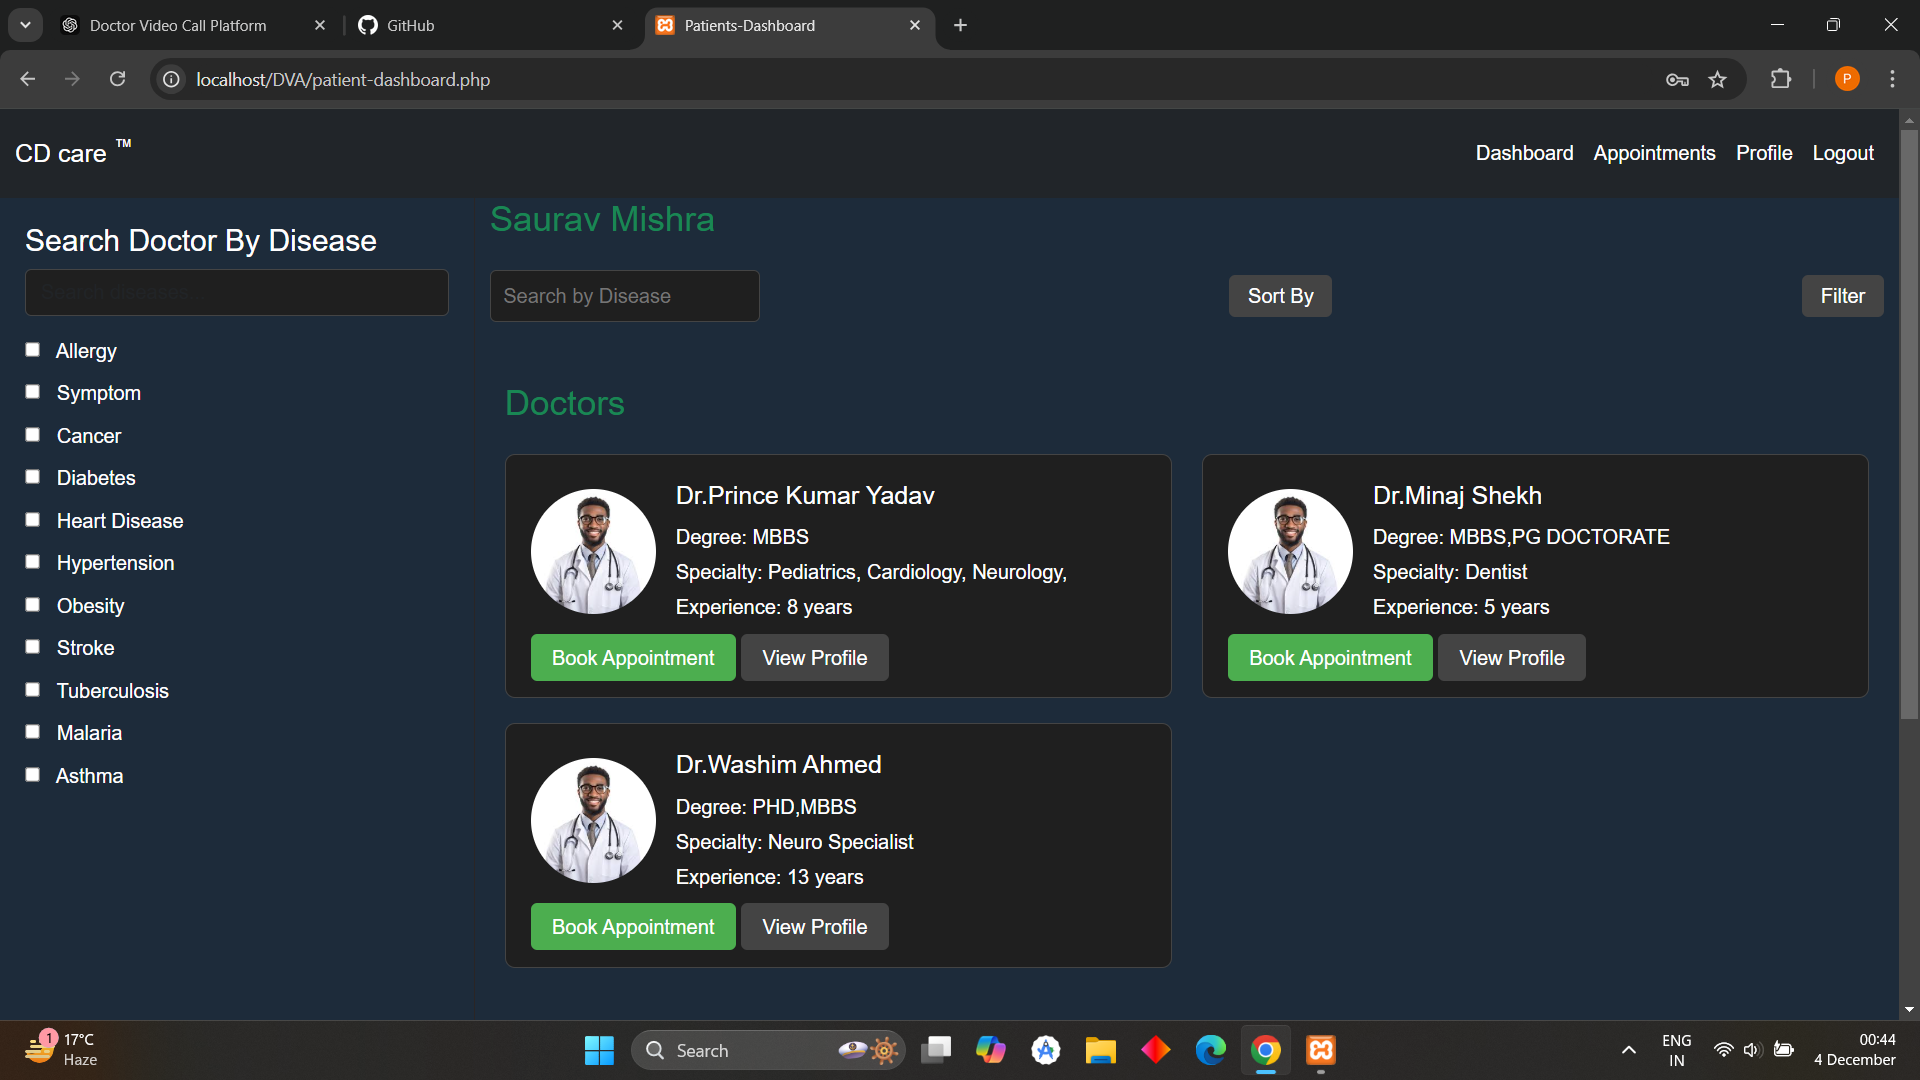 Doctor Video Call Platform
GitHub
Patients-Dashboard
localhost/DVA/patient-dashboard.php
P
CD care ™
Dashboard Appointments Profile Logout
Search Doctor By Disease
Search diseases...
Allergy
Symptom
Cancer
Diabetes
Heart Disease
Hypertension
Obesity
Stroke
Tuberculosis
Malaria
Asthma
Saurav Mishra
Search by Disease
Sort By
Filter
Doctors
Dr.Prince Kumar Yadav
Degree: MBBS
Specialty: Pediatrics, Cardiology, Neurology,
Experience: 8 years
Book Appointment View Profile
Dr.Minaj Shekh
Degree: MBBS,PG DOCTORATE
Specialty: Dentist
Experience: 5 years
Book Appointment View Profile
Dr.Washim Ahmed
Degree: PHD,MBBS
Specialty: Neuro Specialist
Experience: 13 years
Book Appointment View Profile
1
17°C
Haze
Search
ENG
IN
00:44
4 December